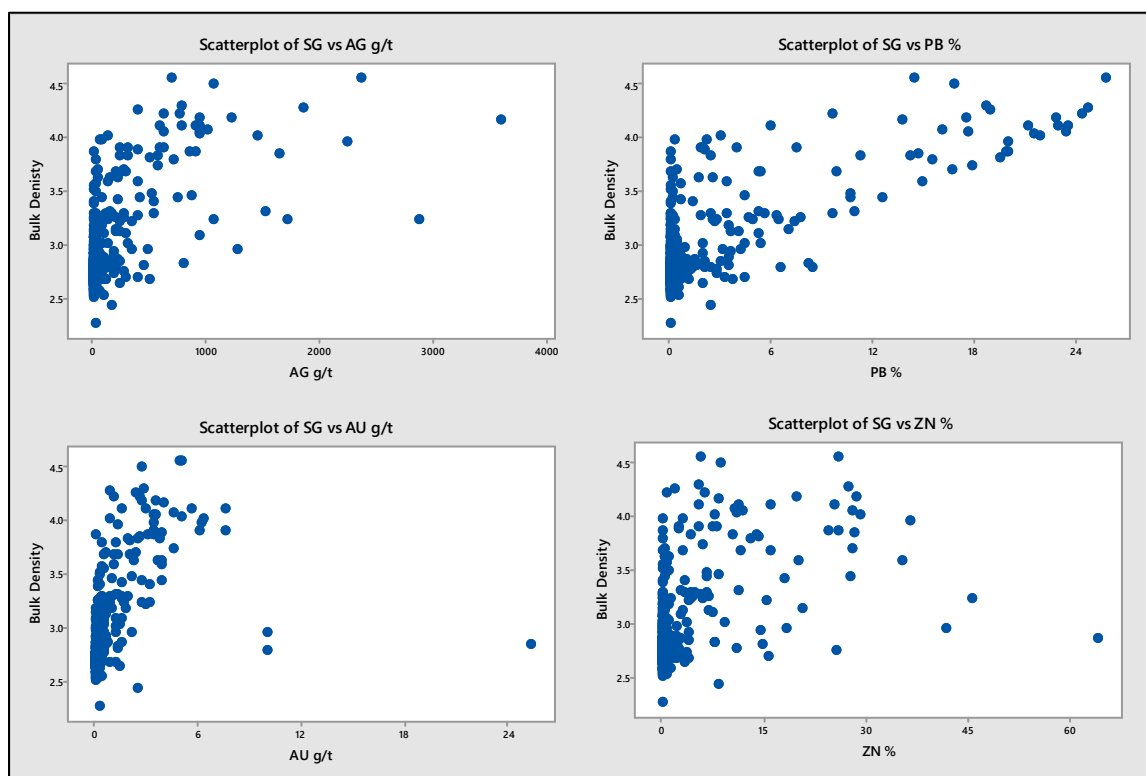 Scatterplot of SG vs AG g/t
Bulk Denisty
4.5
4.0
3.5
3.0
2.5
0 1000 2000 3000 4000
AG g/t
Scatterplot of SG vs PB %
Bulk Density
4.5
4.0
3.5
3.0
2.5
0 6 12 18 24
PB %
Scatterplot of SG vs AU g/t
Bulk Density
4.5
4.0
3.5
3.0
2.5
0 6 12 18 24
AU g/t
Scatterplot of SG vs ZN %
Bulk Density
4.5
4.0
3.5
3.0
2.5
0 15 30 45 60
ZN %